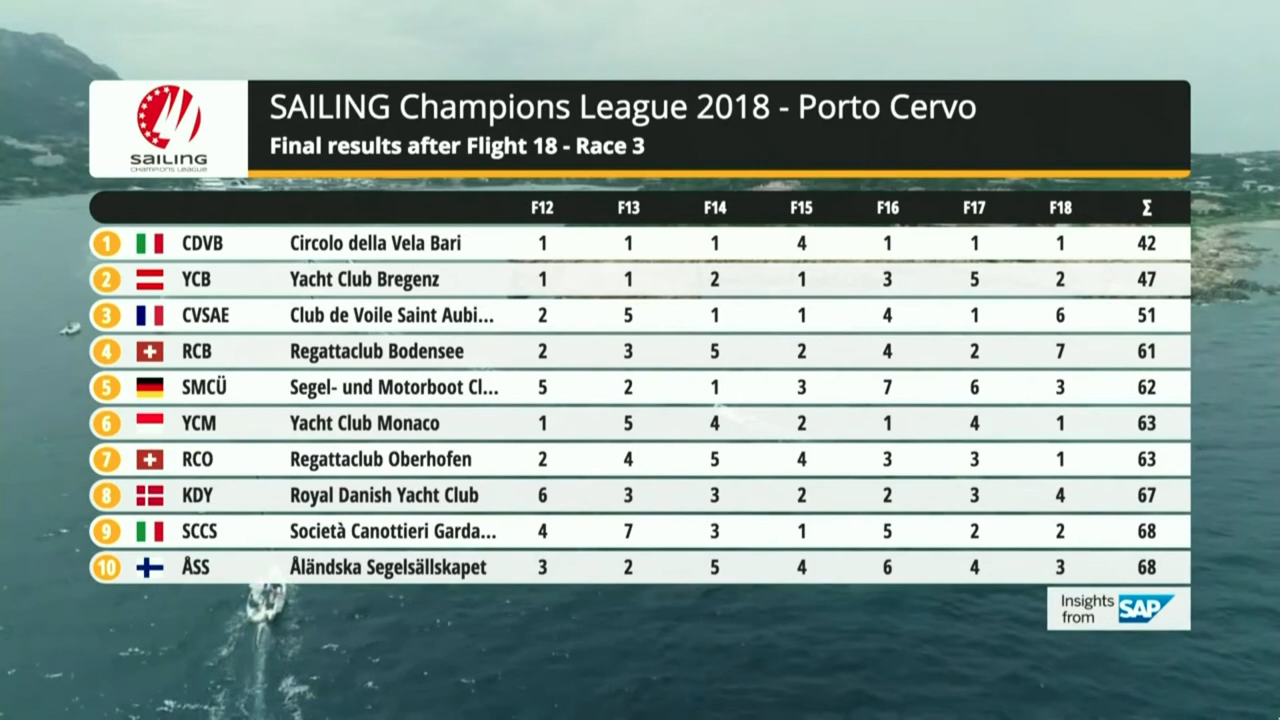 SAILING Champions League 2018 - Porto Cervo
Final results after Flight 18 - Race 3
SAILING
CHAMPIONS LEAGUE
F12 F13 F14 F15 F16 F17 F18 Σ
1 CDVB Circolo della Vela Bari 1 1 1 4 1 1 1 42
2 YCB Yacht Club Bregenz 1 1 2 1 3 5 2 47
3 CVSAE Club de Voile Saint Aubi... 2 5 1 1 4 1 6 51
4 RCB Regattaclub Bodensee 2 3 5 2 4 2 7 61
5 SMCÜ Segel- und Motorboot Cl... 5 2 1 3 7 6 3 62
6 YCM Yacht Club Monaco 1 5 4 2 1 4 1 63
7 RCO Regattaclub Oberhofen 2 4 5 4 3 3 1 63
8 KDY Royal Danish Yacht Club 6 3 3 2 2 3 4 67
9 SCCS Società Canottieri Garda... 4 7 3 1 5 2 2 68
10 ÅSS Åländska Segelsällskapet 3 2 5 4 6 4 3 68
Insights
from SAP